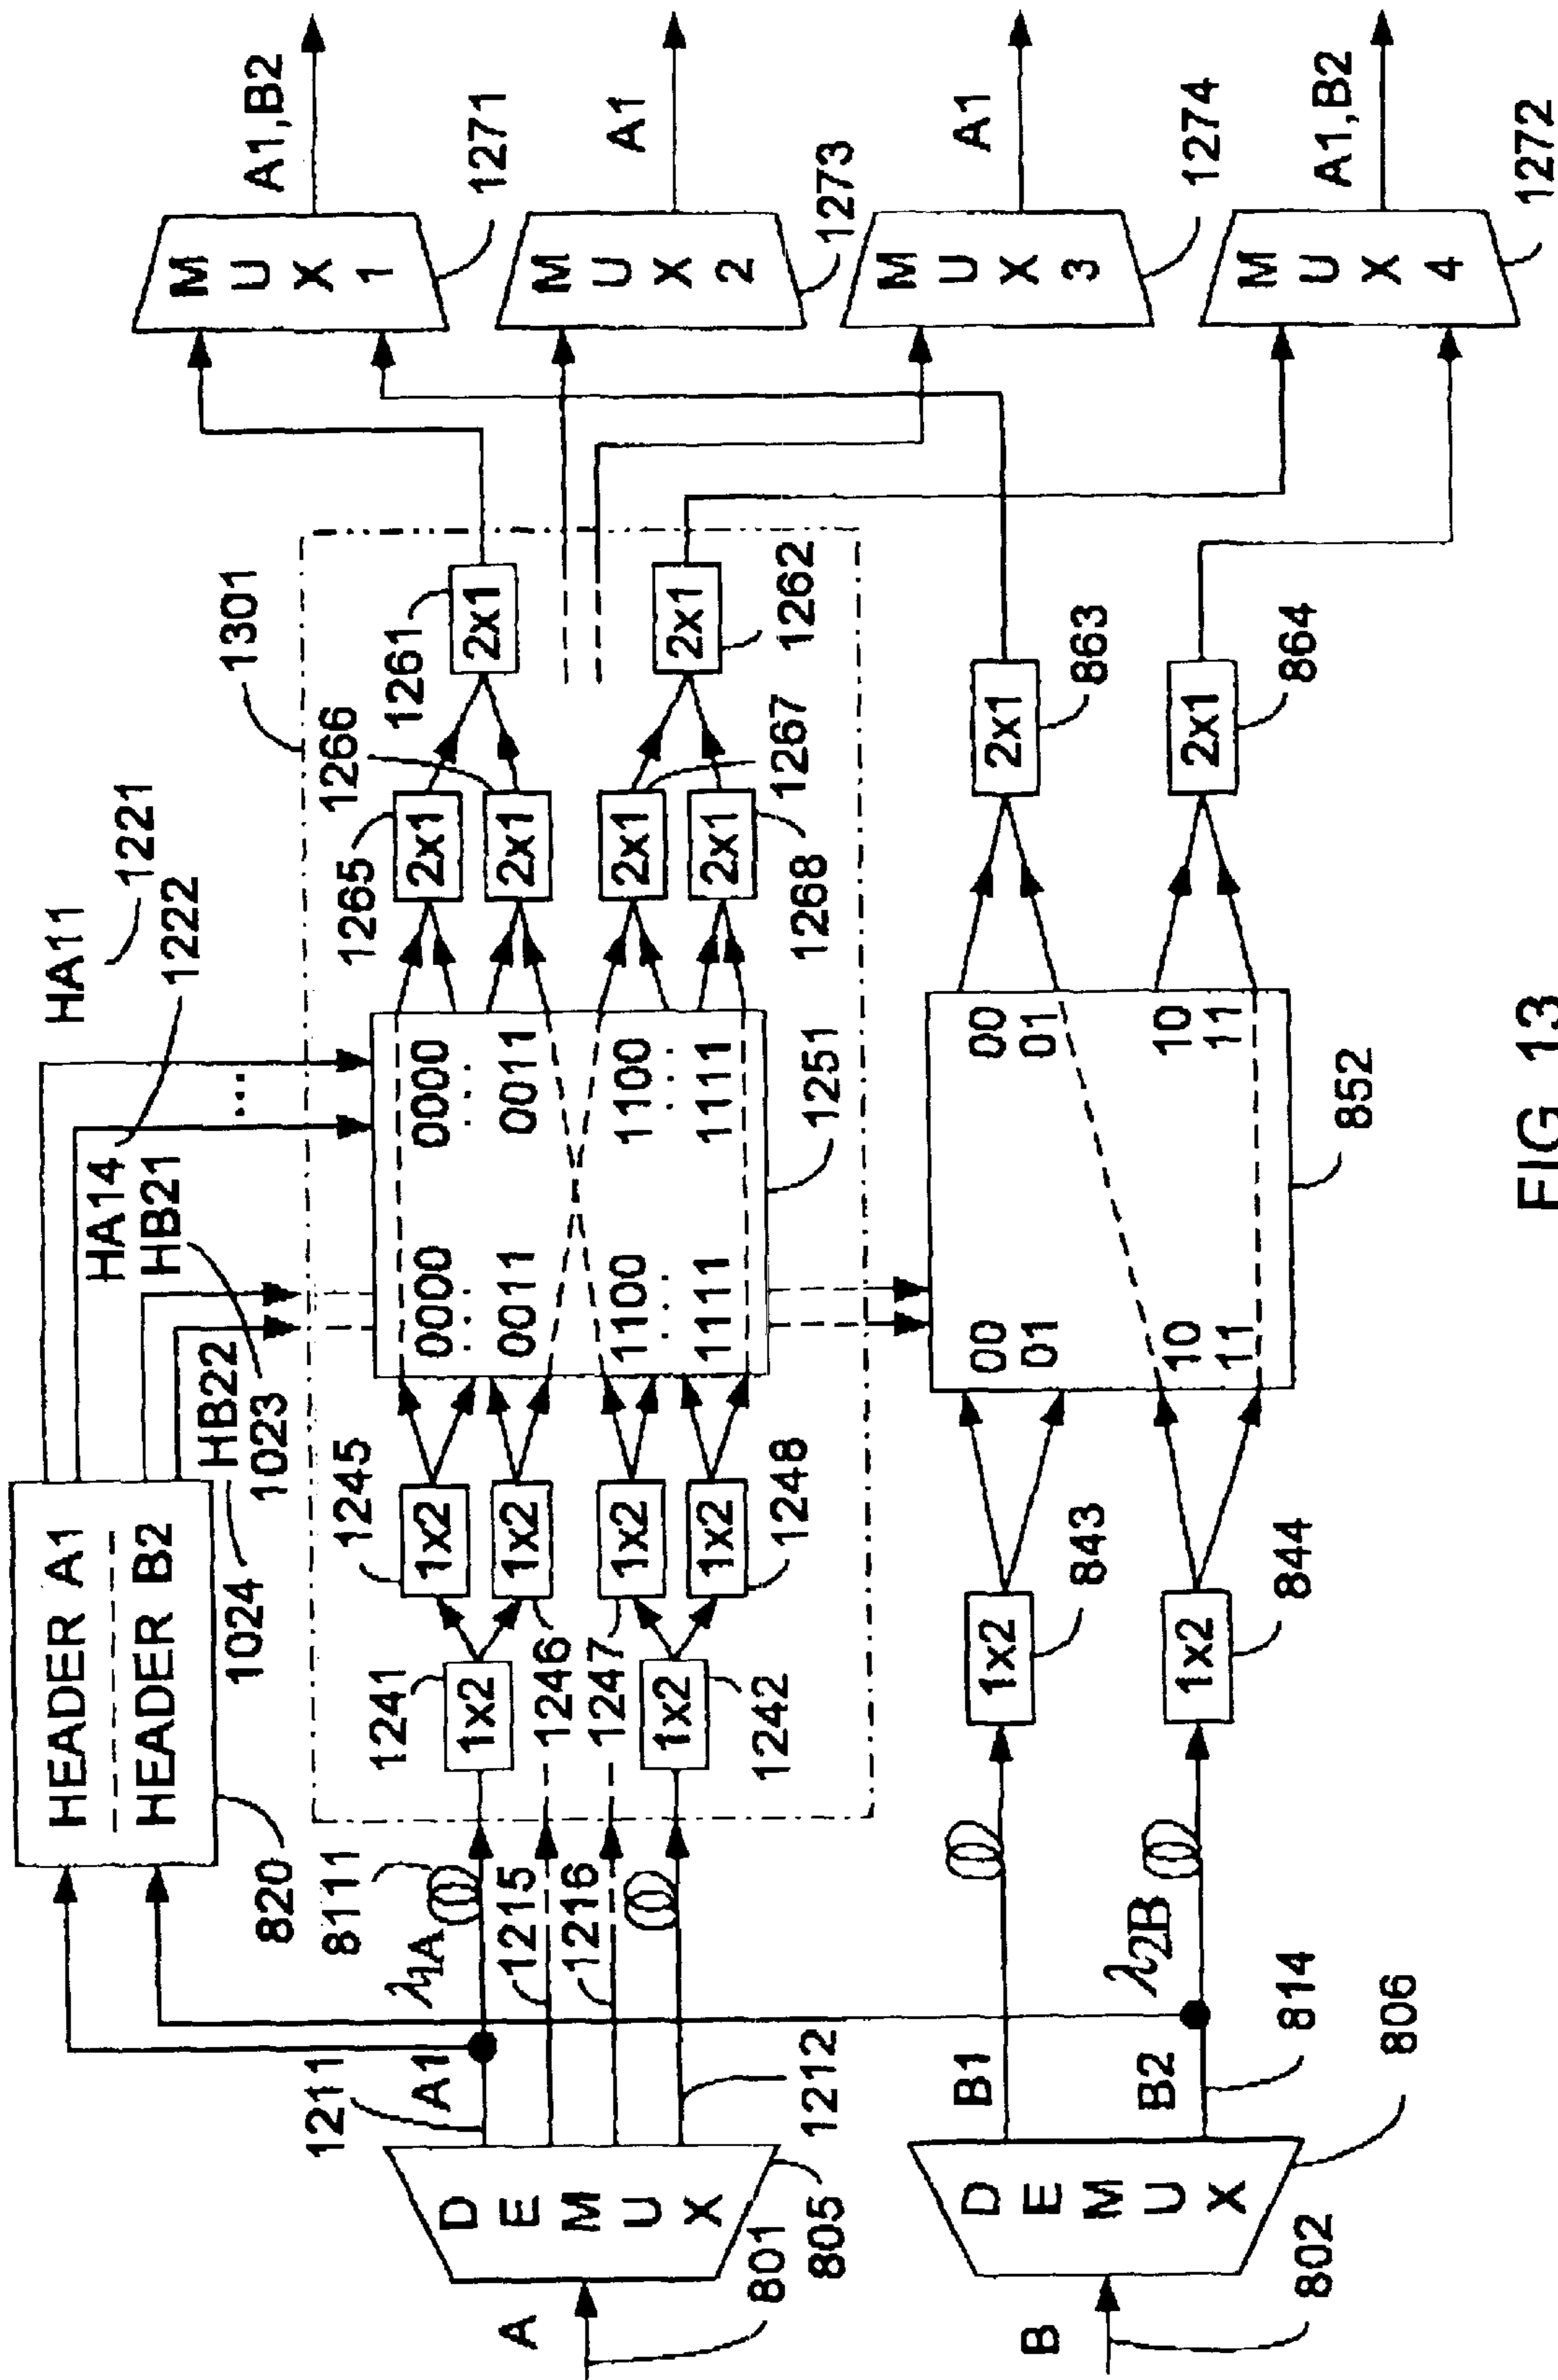 HEADER A1
HEADER B2
820
HA11
1221
1222
HA14
HB21
HB22
1023
1024
1301
A
801
DEMUX
805
1211
A1
λ1A
8111
1215
1216
1212
1241
1x2
1246
1247
1x2
1242
1245
1x2
1x2
1x2
1x2
1248
0000
0011
1100
1111
0000
0011
1100
1111
1251
1265
2x1
1266
2x1
2x1
1267
2x1
1268
1261
2x1
2x1
1262
MUX 1
A1,B2
1271
MUX 2
A1
1273
MUX 3
A1
1274
MUX 4
A1,B2
1272
B
802
DEMUX
806
B1
B2
814
λ2B
1x2
843
1x2
844
00
01
10
11
00
01
10
11
852
2x1
863
2x1
864
FIG. 13